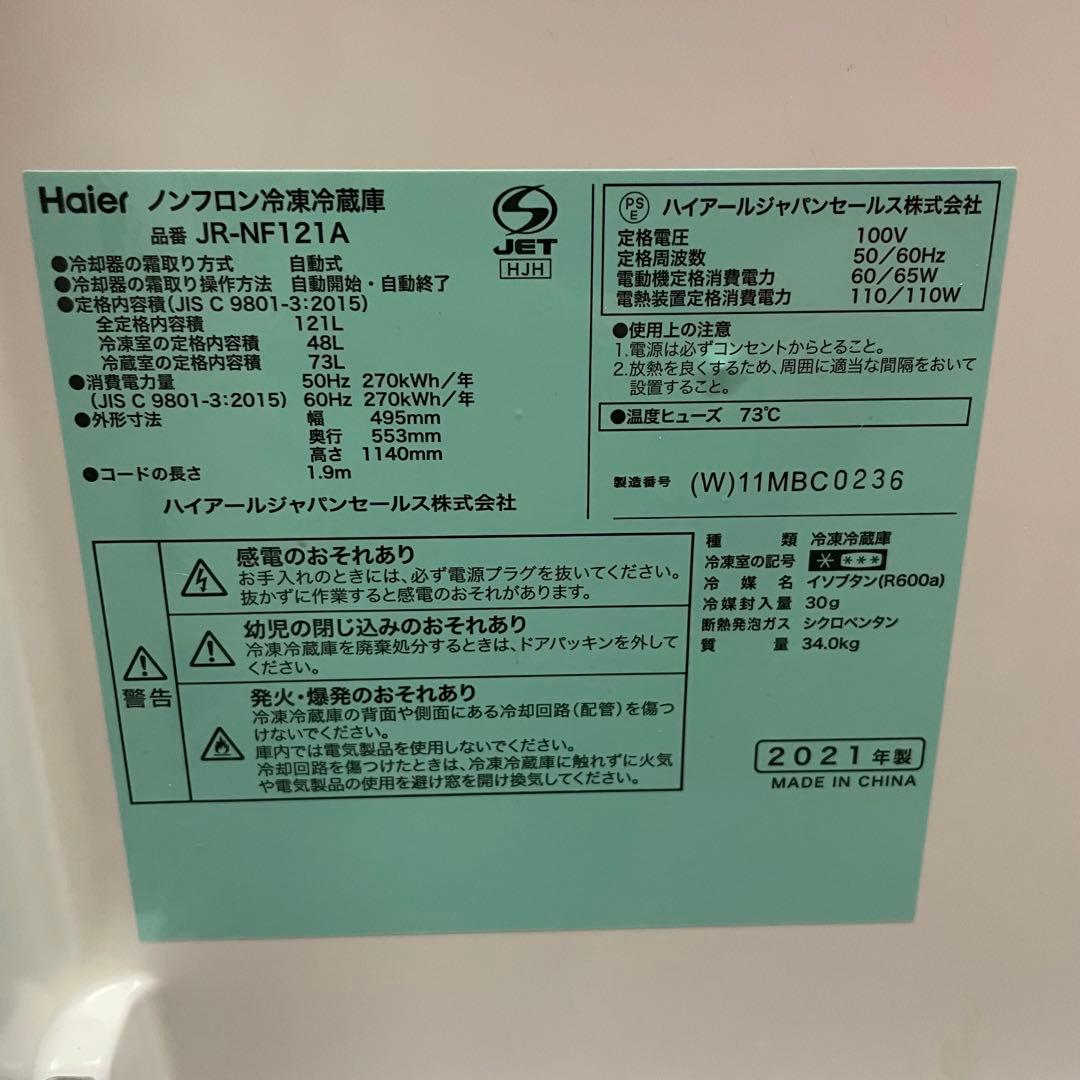 Haier ノンフロン冷凍冷蔵庫
品番 JR-NF121A
●冷却器の霜取り方式 自動式
●冷却器の霜取り操作方法 自動開始・自動終了
●定格内容積(JIS C 9801-3:2015)
全定格内容積 121L
冷凍室の定格内容積 48L
冷蔵室の定格内容積 73L
●消費電力量 50Hz 270kWh/年
(JIS C 9801-3:2015) 60Hz 270kWh/年
●外形寸法 幅 495mm
奥行 553mm
高さ 1140mm
●コードの長さ 1.9m
ハイアールジャパンセールス株式会社
JET
HJH
PS
E
ハイアールジャパンセールス株式会社
定格電圧 100V
定格周波数 50/60Hz
電動機定格消費電力 60/65W
電熱装置定格消費電力 110/110W
●使用上の注意
1.電源は必ずコンセントからとること。
2.放熱を良くするため、周囲に適当な間隔をおいて
設置すること。
●温度ヒューズ 73℃
製造番号 (W)11MBC0236
警告
感電のおそれあり
お手入れのときには、必ず電源プラグを抜いてください。
抜かずに作業すると感電のおそれがあります。
幼児の閉じ込みのおそれあり
冷凍冷蔵庫を廃棄処分するときは、ドアパッキンを外して
ください。
発火・爆発のおそれあり
冷凍冷蔵庫の背面や側面にある冷却回路(配管)を傷つ
けないでください。
庫内では電気製品を使用しないでください。
冷却回路を傷つけたときは、冷凍冷蔵庫に触れずに火気
や電気製品の使用を避け窓を開け換気してください。
種類 冷凍冷蔵庫
冷凍室の記号 ****
冷媒名 イソブタン(R600a)
冷媒封入量 30g
断熱発泡ガス シクロペンタン
質量 34.0kg
2021年製
MADE IN CHINA